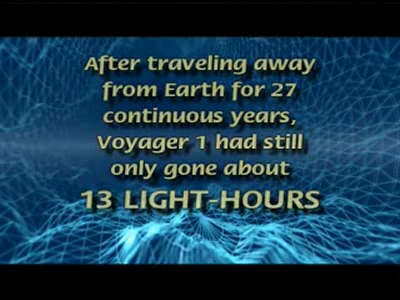 After traveling away
from Earth for 27
continuous years,
Voyager 1 had still
only gone about
13 LIGHT-HOURS